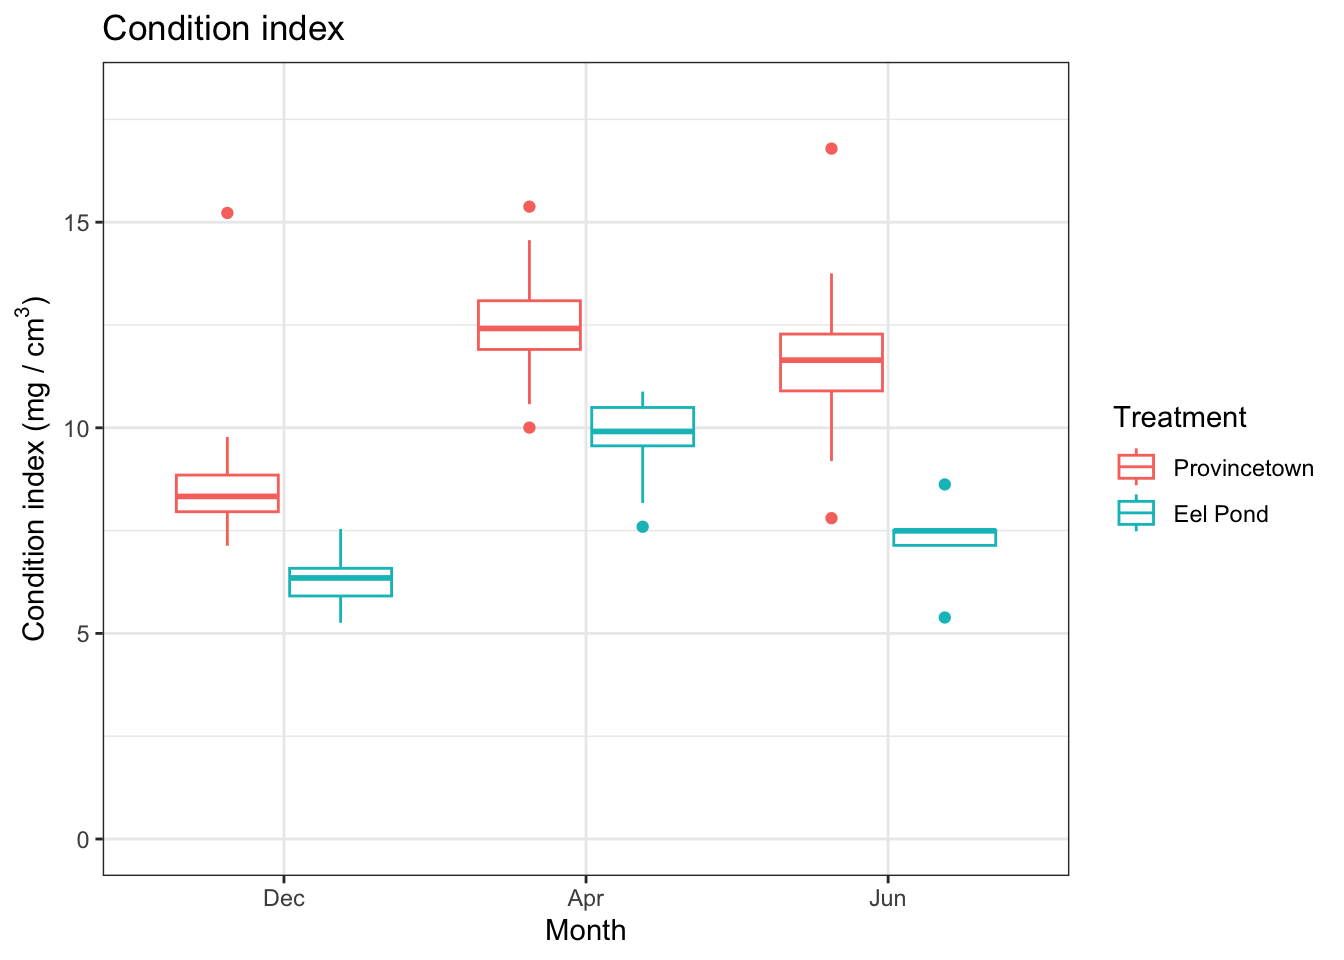 Condition index
Condition index (mg / cm³)
15
10
5
0
Dec Apr Jun
Month
Treatment
Provincetown
Eel Pond